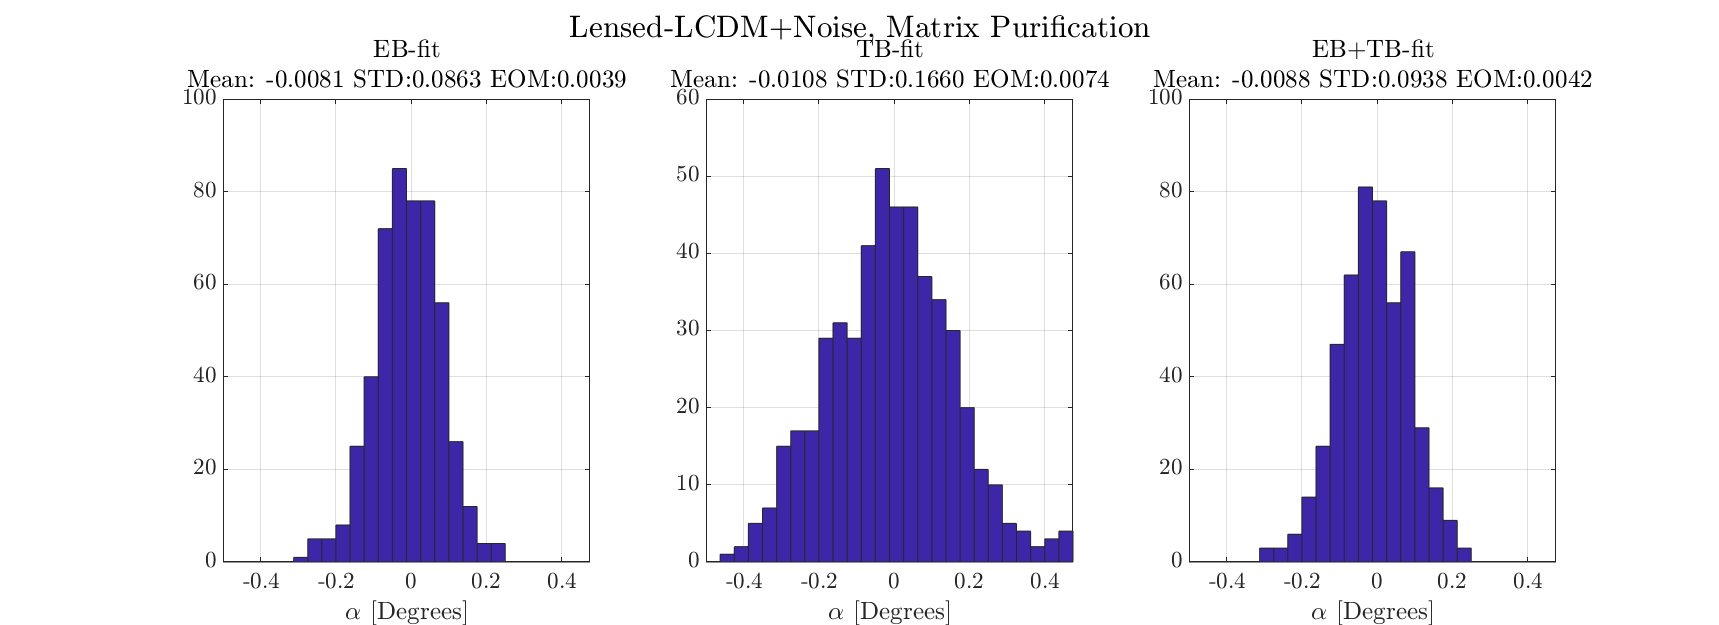 Lensed-LCDM+Noise, Matrix Purification
EB-fit
Mean: -0.0081 STD:0.0863 EOM:0.0039
100
80
60
40
20
0
-0.4 -0.2 0 0.2 0.4
α [Degrees]
TB-fit
Mean: -0.0108 STD:0.1660 EOM:0.0074
60
50
40
30
20
10
0
-0.4 -0.2 0 0.2 0.4
α [Degrees]
EB+TB-fit
Mean: -0.0088 STD:0.0938 EOM:0.0042
100
80
60
40
20
0
-0.4 -0.2 0 0.2 0.4
α [Degrees]